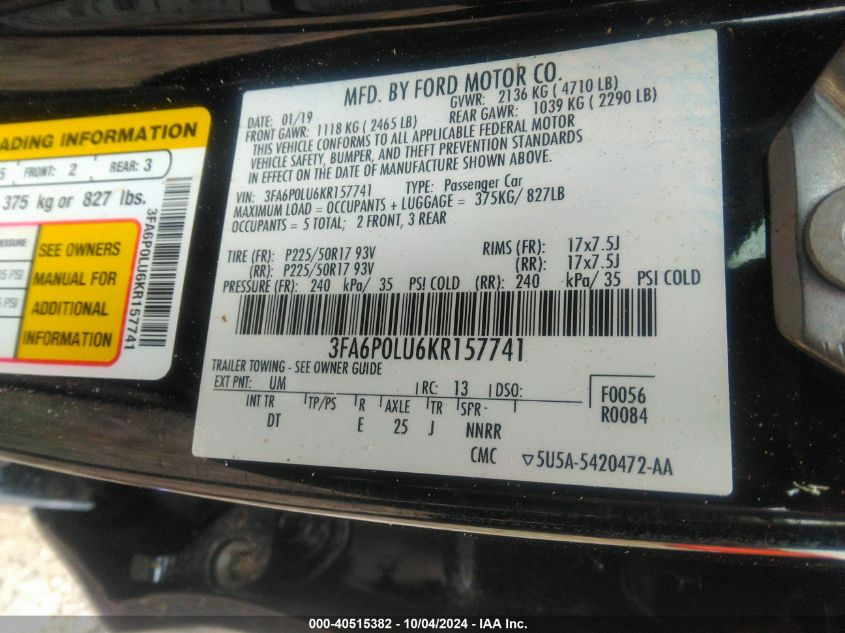 MFD. BY FORD MOTOR CO.
DATE: 01/19 GVWR: 2136 KG ( 4710 LB)
FRONT GAWR: 1118 KG ( 2465 LB) REAR GAWR: 1039 KG ( 2290 LB)
THIS VEHICLE CONFORMS TO ALL APPLICABLE FEDERAL MOTOR
VEHICLE SAFETY, BUMPER, AND THEFT PREVENTION STANDARDS
IN EFFECT ON THE DATE OF MANUFACTURE SHOWN ABOVE.
VIN: 3FA6P0LU6KR157741 TYPE: Passenger Car
MAXIMUM LOAD = OCCUPANTS + LUGGAGE = 375KG/ 827LB
OCCUPANTS = 5 TOTAL; 2 FRONT, 3 REAR
TIRE (FR): P225/50R17 93V RIMS (FR): 17x7.5J
(RR): P225/50R17 93V (RR): 17x7.5J
PRESSURE (FR): 240 kPa/ 35 PSI COLD (RR): 240 kPa/ 35 PSI COLD
3FA6P0LU6KR157741
TRAILER TOWING - SEE OWNER GUIDE
EXT PNT: UM RC: 13 DSO:
INT TR TP/PS R AXLE TR SPR
DT E 25 J NNRR
F0056
R0084
CMC ▽5U5A-5420472-AA
ADING INFORMATION
5 FRONT: 2 REAR: 3
375 kg or 827 lbs.
SEE OWNERS
MANUAL FOR
ADDITIONAL
INFORMATION
PSI
PSI
3FA6P0LU6KR157741
000-40515382 - 10/04/2024 - IAA Inc.